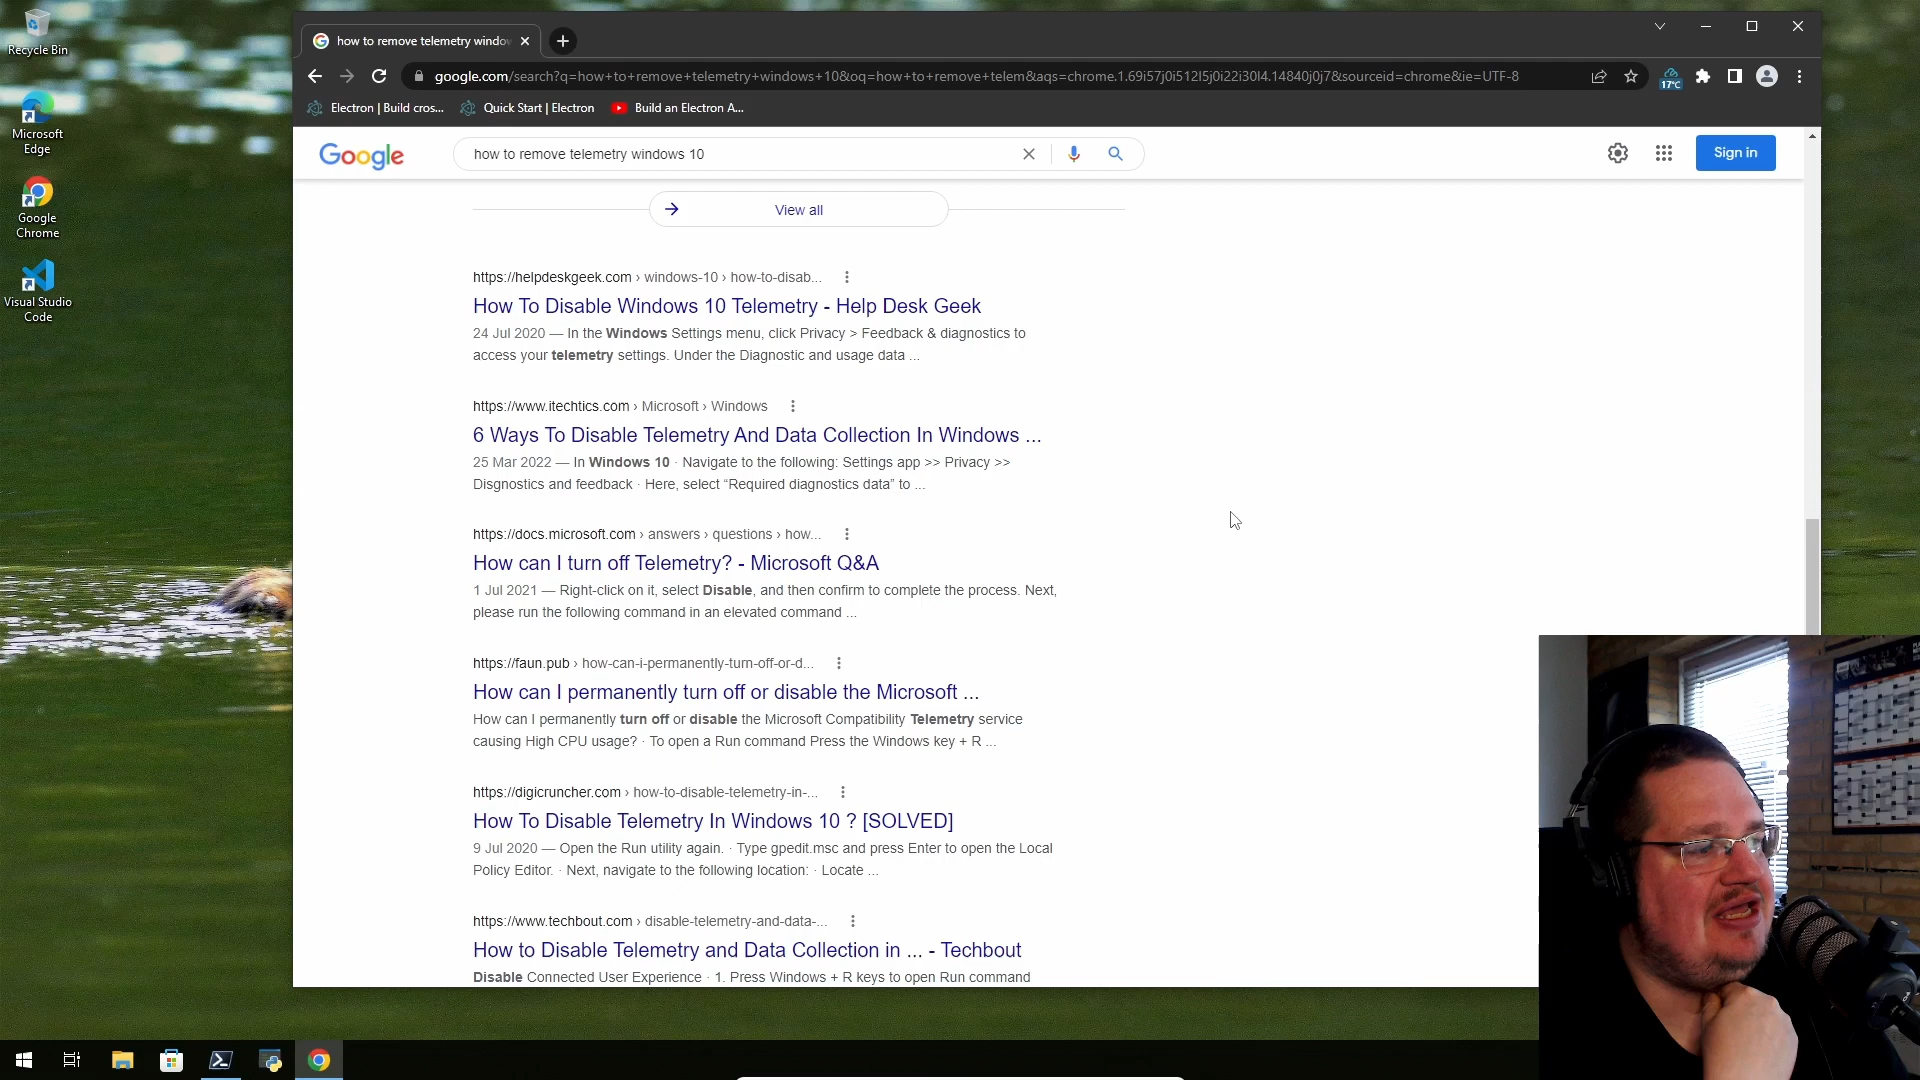 Recycle Bin
Microsoft
Edge
Google
Chrome
Visual Studio
Code
how to remove telemetry windo
google.com/search?q=how+to+remove+telemetry+windows+10&oq=how+to+remove+telem&aqs=chrome.1.69i57j0i512l5j0i22i30l4.14840j0j7&sourceid=chrome&ie=UTF-8
17°C
Electron | Build cros...
Quick Start | Electron
Build an Electron A...
Google
how to remove telemetry windows 10
Sign in
View all
https://helpdeskgeek.com › windows-10 › how-to-disab...
How To Disable Windows 10 Telemetry - Help Desk Geek
24 Jul 2020 — In the Windows Settings menu, click Privacy > Feedback & diagnostics to
access your telemetry settings. Under the Diagnostic and usage data ...
https://www.itechtics.com › Microsoft › Windows
6 Ways To Disable Telemetry And Data Collection In Windows ...
25 Mar 2022 — In Windows 10 · Navigate to the following: Settings app >> Privacy >>
Disgnostics and feedback · Here, select “Required diagnostics data” to ...
https://docs.microsoft.com › answers › questions › how...
How can I turn off Telemetry? - Microsoft Q&A
1 Jul 2021 — Right-click on it, select Disable, and then confirm to complete the process. Next,
please run the following command in an elevated command ...
https://faun.pub › how-can-i-permanently-turn-off-or-d...
How can I permanently turn off or disable the Microsoft ...
How can I permanently turn off or disable the Microsoft Compatibility Telemetry service
causing High CPU usage? · To open a Run command Press the Windows key + R ...
https://digicruncher.com › how-to-disable-telemetry-in-...
How To Disable Telemetry In Windows 10 ? [SOLVED]
9 Jul 2020 — Open the Run utility again. · Type gpedit.msc and press Enter to open the Local
Policy Editor. · Next, navigate to the following location: · Locate ...
https://www.techbout.com › disable-telemetry-and-data-...
How to Disable Telemetry and Data Collection in ... - Techbout
Disable Connected User Experience · 1. Press Windows + R keys to open Run command